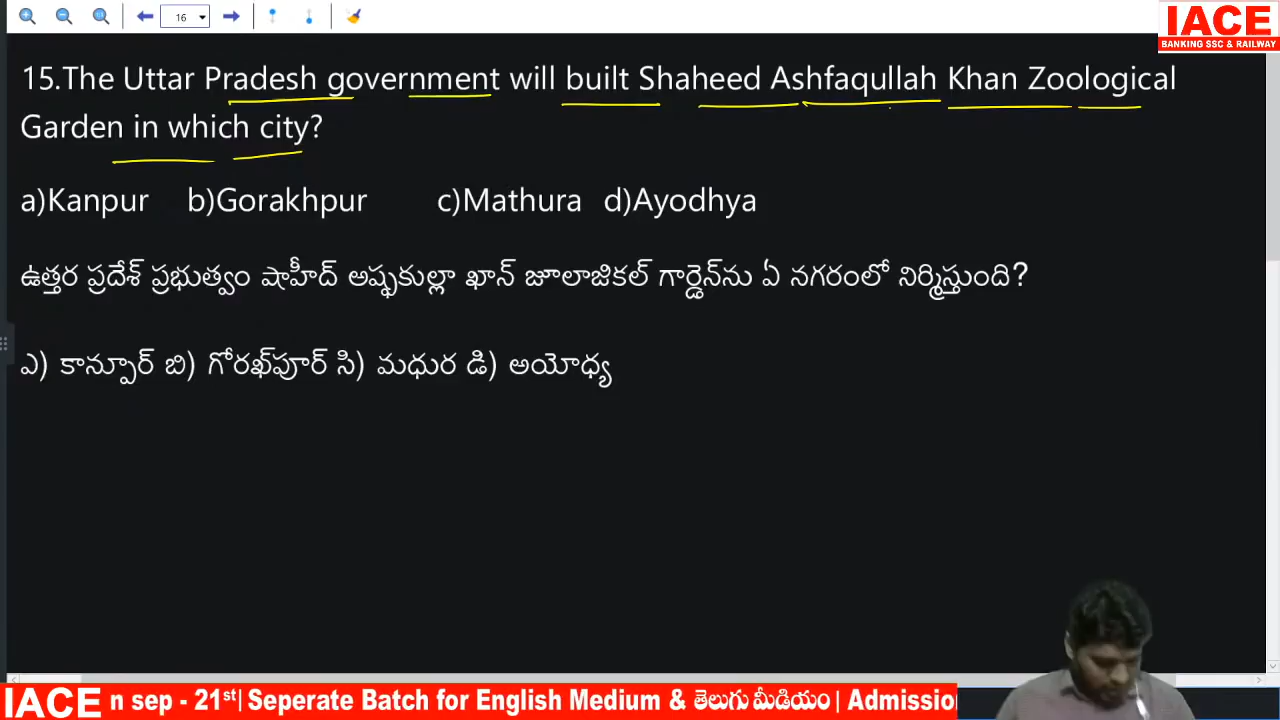 16
IACE
BANKING SSC & RAILWAY
15.The Uttar Pradesh government will built Shaheed Ashfaqullah Khan Zoological
Garden in which city?
a)Kanpur b)Gorakhpur c)Mathura d)Ayodhya
ఉత్తర ప్రదేశ్ ప్రభుత్వం షాహీద్ అష్ఫకుల్లా ఖాన్ జూలాజికల్ గార్డెన్‌ను ఏ నగరంలో నిర్మిస్తుంది?
ఎ) కాన్పూర్ బి) గోరఖ్‌పూర్ సి) మధుర డి) అయోధ్య
IACE n sep - 21st| Seperate Batch for English Medium & తెలుగు మీడియం | Admissio